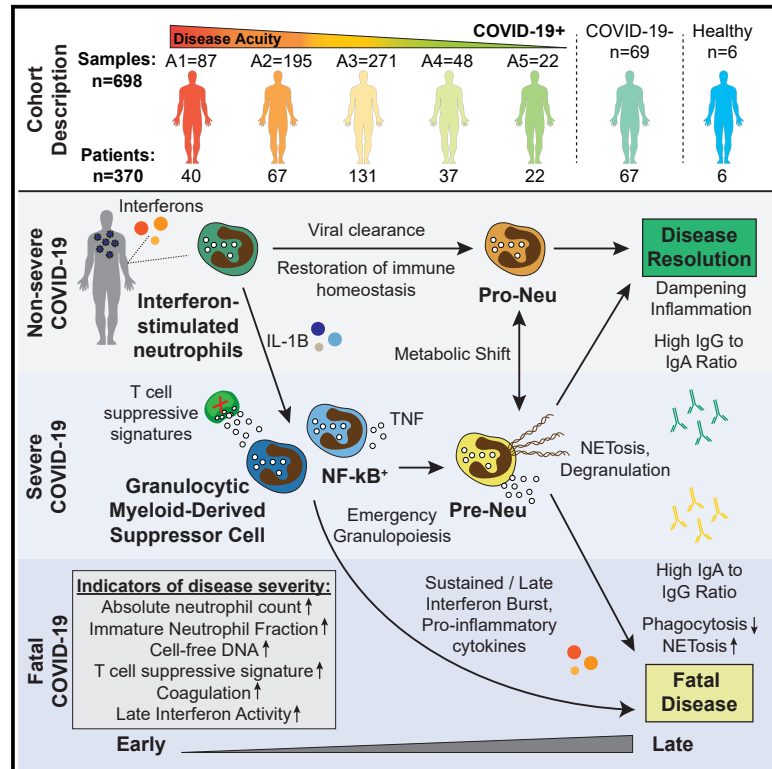 Cohort
Description
Samples:
n=698
Patients:
n=370
Disease Acuity
COVID-19+
A1=87
A2=195
A3=271
A4=48
A5=22
40
67
131
37
22
COVID-19-
n=69
67
Healthy
n=6
6
Non-severe
COVID-19
Interferons
Interferon-
stimulated
neutrophils
Viral clearance
Restoration of immune
homeostasis
Pro-Neu
Disease
Resolution
Dampening
Inflammation
High IgG to
IgA Ratio
IL-1B
Metabolic Shift
Severe
COVID-19
T cell
suppressive
signatures
TNF
NF-kB+
Granulocytic
Myeloid-Derived
Suppressor Cell
Pre-Neu
NETosis,
Degranulation
Emergency
Granulopoiesis
Fatal
COVID-19
Indicators of disease severity:
Absolute neutrophil count↑
Immature Neutrophil Fraction↑
Cell-free DNA↑
T cell suppressive signature↑
Coagulation↑
Late Interferon Activity↑
Sustained / Late
Interferon Burst,
Pro-inflammatory
cytokines
High IgA to
IgG Ratio
Phagocytosis↓
NETosis↑
Fatal
Disease
Early
Late